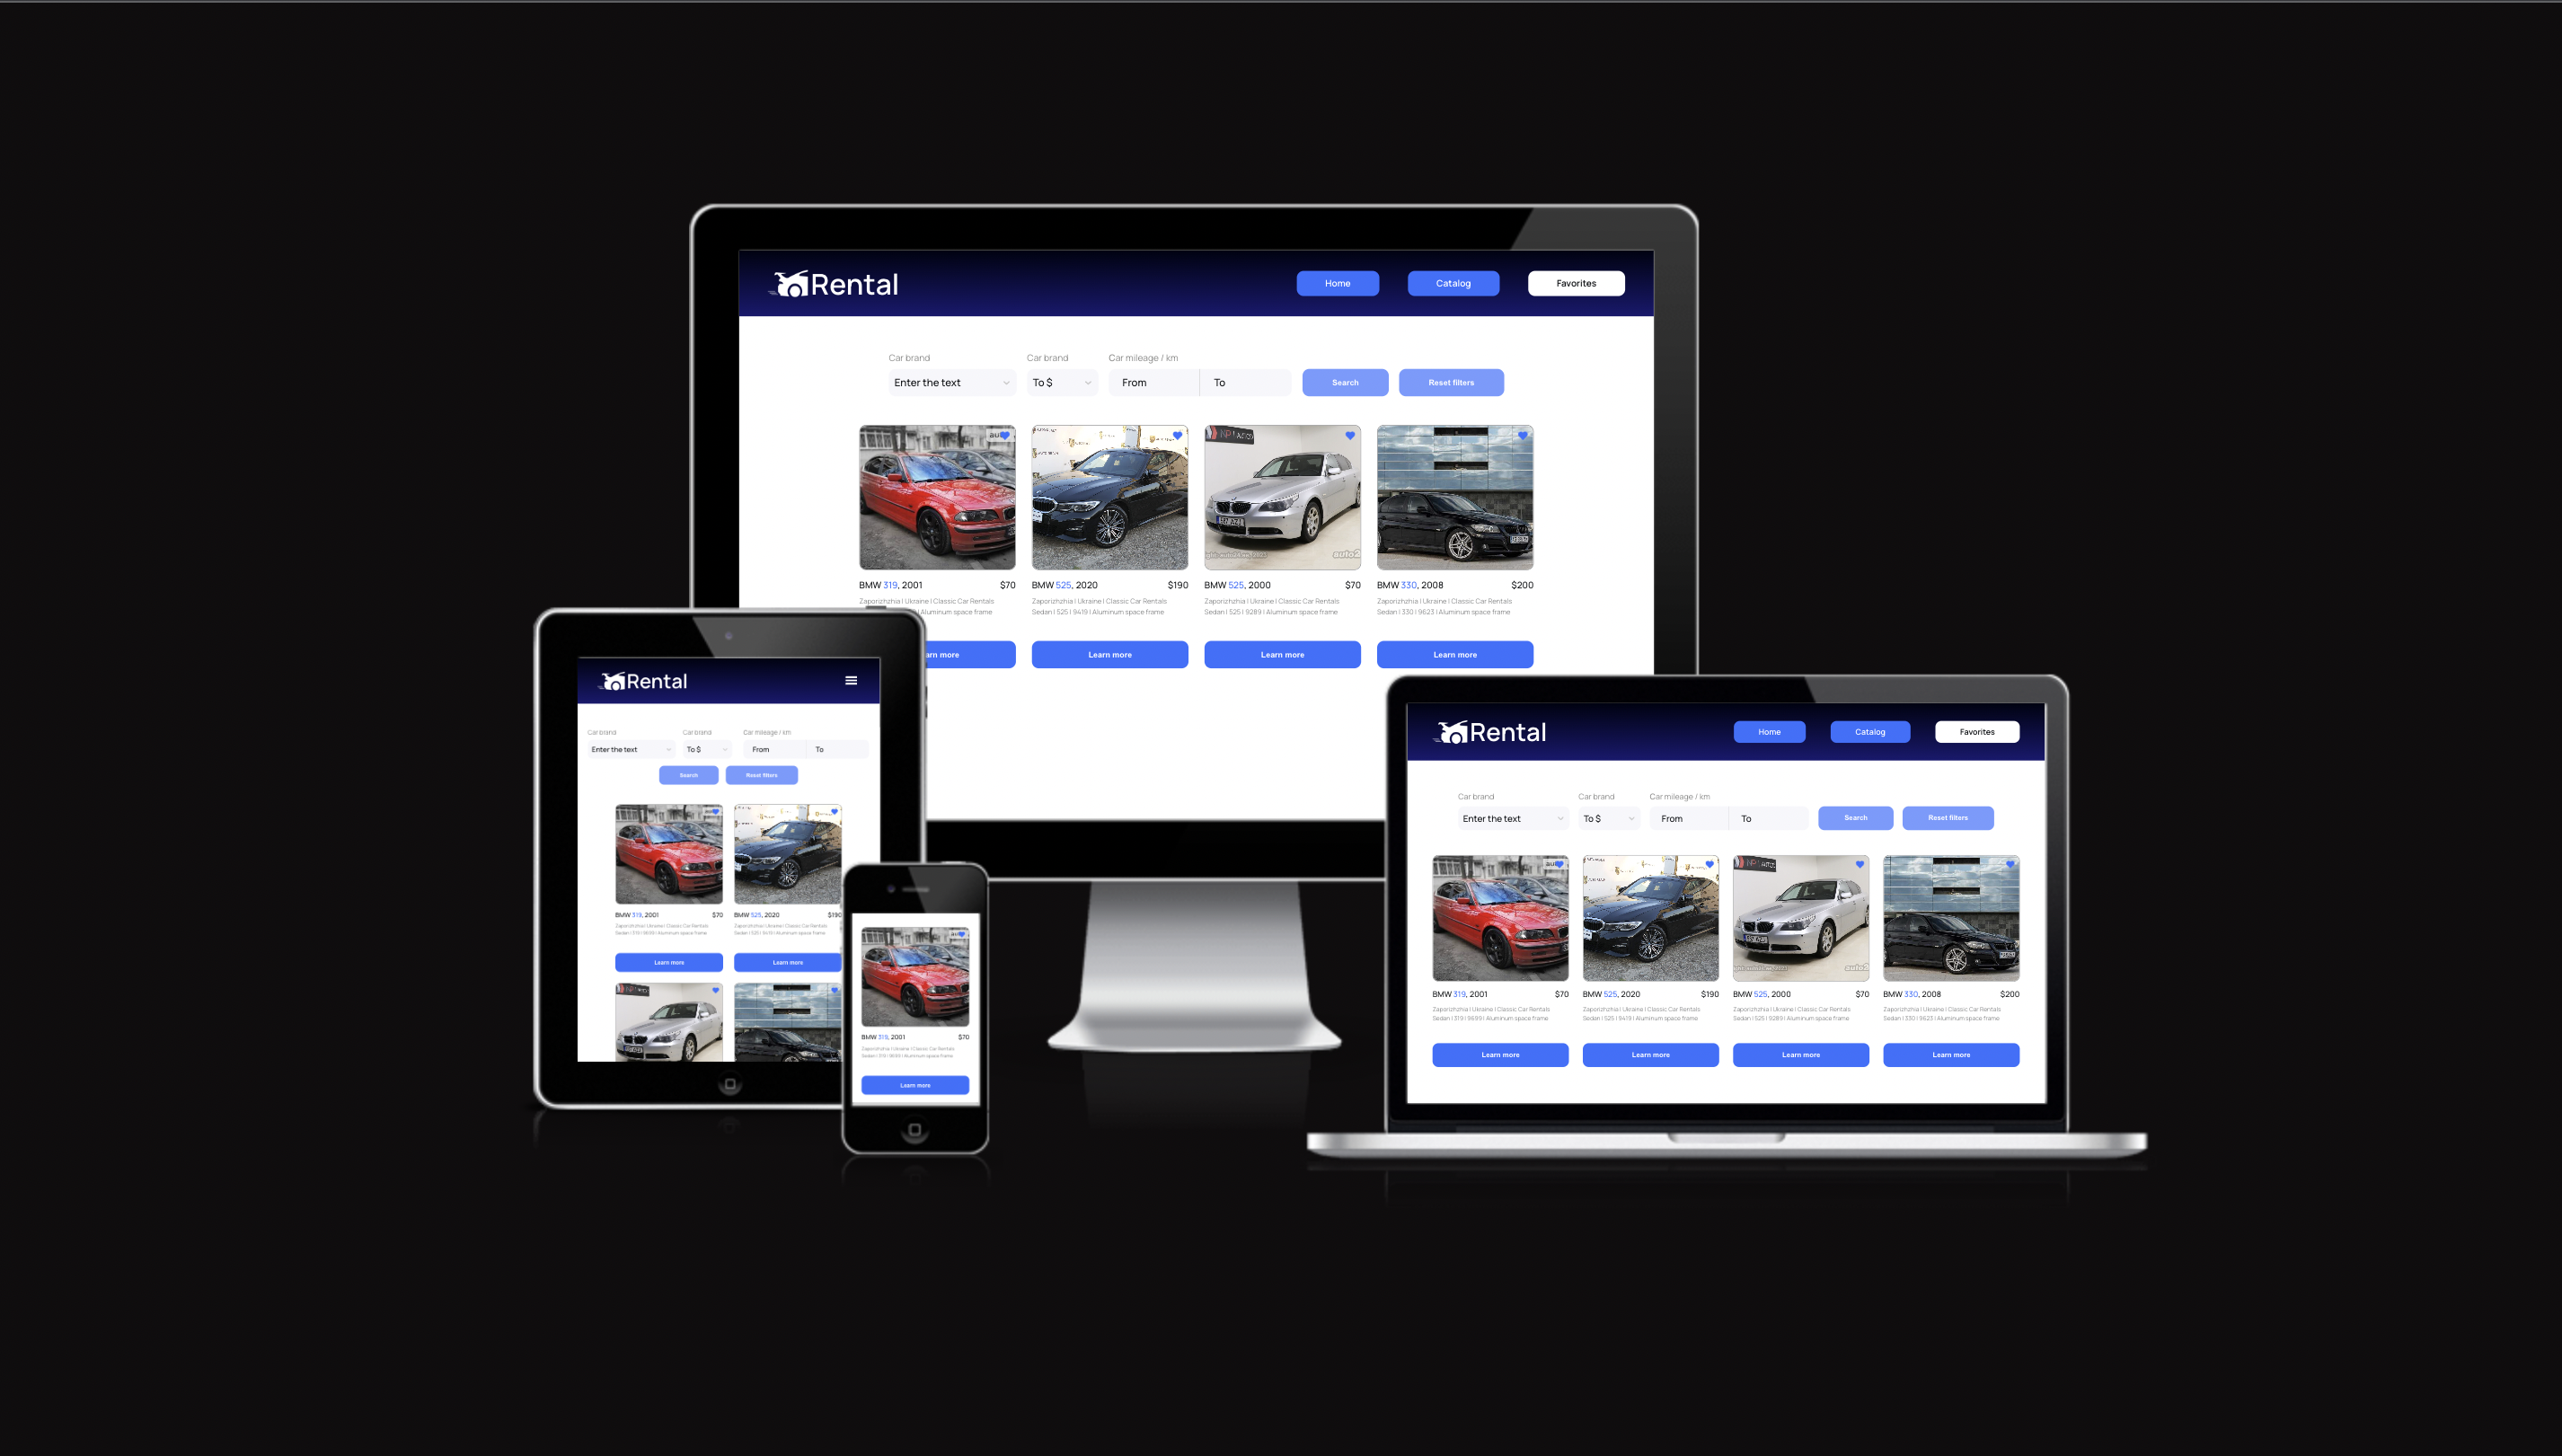 Rental
Home Catalog Favorites
Car brand Car brand Car mileage / km
Enter the text To $ From To Search Reset filters
auto2
BMW 319, 2001 $70
BMW 525, 2020 $190
BMW 525, 2000 $70
BMW 330, 2008 $200
Zaporizhzhia | Ukraine | Classic Car Rentals
Aluminum space frame
Zaporizhzhia | Ukraine | Classic Car Rentals
Sedan | 525 | 9419 | Aluminum space frame
Zaporizhzhia | Ukraine | Classic Car Rentals
Sedan | 525 | 9289 | Aluminum space frame
Zaporizhzhia | Ukraine | Classic Car Rentals
Sedan | 330 | 9623 | Aluminum space frame
more Learn more Learn more Learn more
Rental
Car brand Car brand Car mileage / km
Enter the text To $ From To
Search Reset filters
BMW 319, 2001 $70
BMW 525, 2020 $190
Zaporizhzhia | Ukraine | Classic Car Rentals
Sedan | 319 | 9699 | Aluminum space frame
Zaporizhzhia | Ukraine | Classic Car Rentals
Sedan | 525 | 9419 | Aluminum space frame
Learn more Learn more
BMW 319, 2001 $70
Zaporizhzhia | Ukraine | Classic Car Rentals
Sedan | 319 | 9699 | Aluminum space frame
Learn more
Rental
Home Catalog Favorites
Car brand Car brand Car mileage / km
Enter the text To $ From To Search Reset filters
auto2
BMW 319, 2001 $70
BMW 525, 2020 $190
BMW 525, 2000 $70
BMW 330, 2008 $200
Zaporizhzhia | Ukraine | Classic Car Rentals
Sedan | 319 | 9699 | Aluminum space frame
Zaporizhzhia | Ukraine | Classic Car Rentals
Sedan | 525 | 9419 | Aluminum space frame
Zaporizhzhia | Ukraine | Classic Car Rentals
Sedan | 525 | 9289 | Aluminum space frame
Zaporizhzhia | Ukraine | Classic Car Rentals
Sedan | 330 | 9623 | Aluminum space frame
Learn more Learn more Learn more Learn more